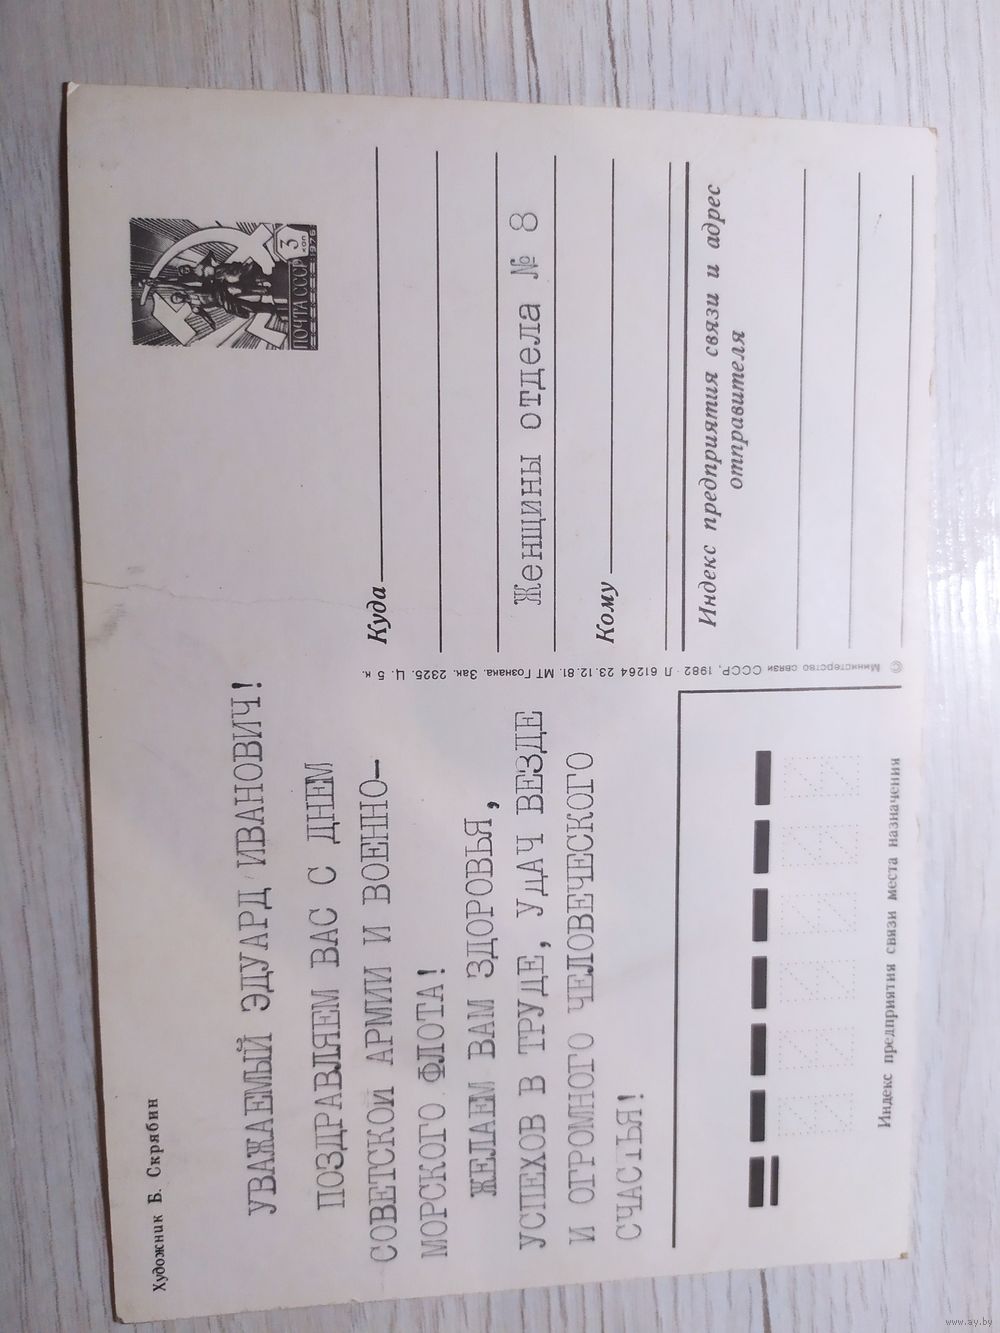 Художник Б. Скрябин
УВАЖАЕМЫЙ ЭДУАРД ИВАНОВИЧ!
ПОЗДРАВЛЯЕМ ВАС С ДНЕМ
СОВЕТСКОЙ АРМИИ И ВОЕННО-
МОРСКОГО ФЛОТА!
ЖЕЛАЕМ ВАМ ЗДОРОВЬЯ,
УСПЕХОВ В ТРУДЕ, УДАЧ ВЕЗДЕ
И ОГРОМНОГО ЧЕЛОВЕЧЕСКОГО
СЧАСТЬЯ!
Индекс предприятия связи места назначения
© Министерство связи СССР, 1982 Л 61264 23.12.81. МТ Гознака. Зак. 2325. Ц. 5 к.
ПОЧТА СССР
3
коп
1976
Куда
Женщины отдела № 8
Кому
Индекс предприятия связи и адрес
отправителя
www.ay.by